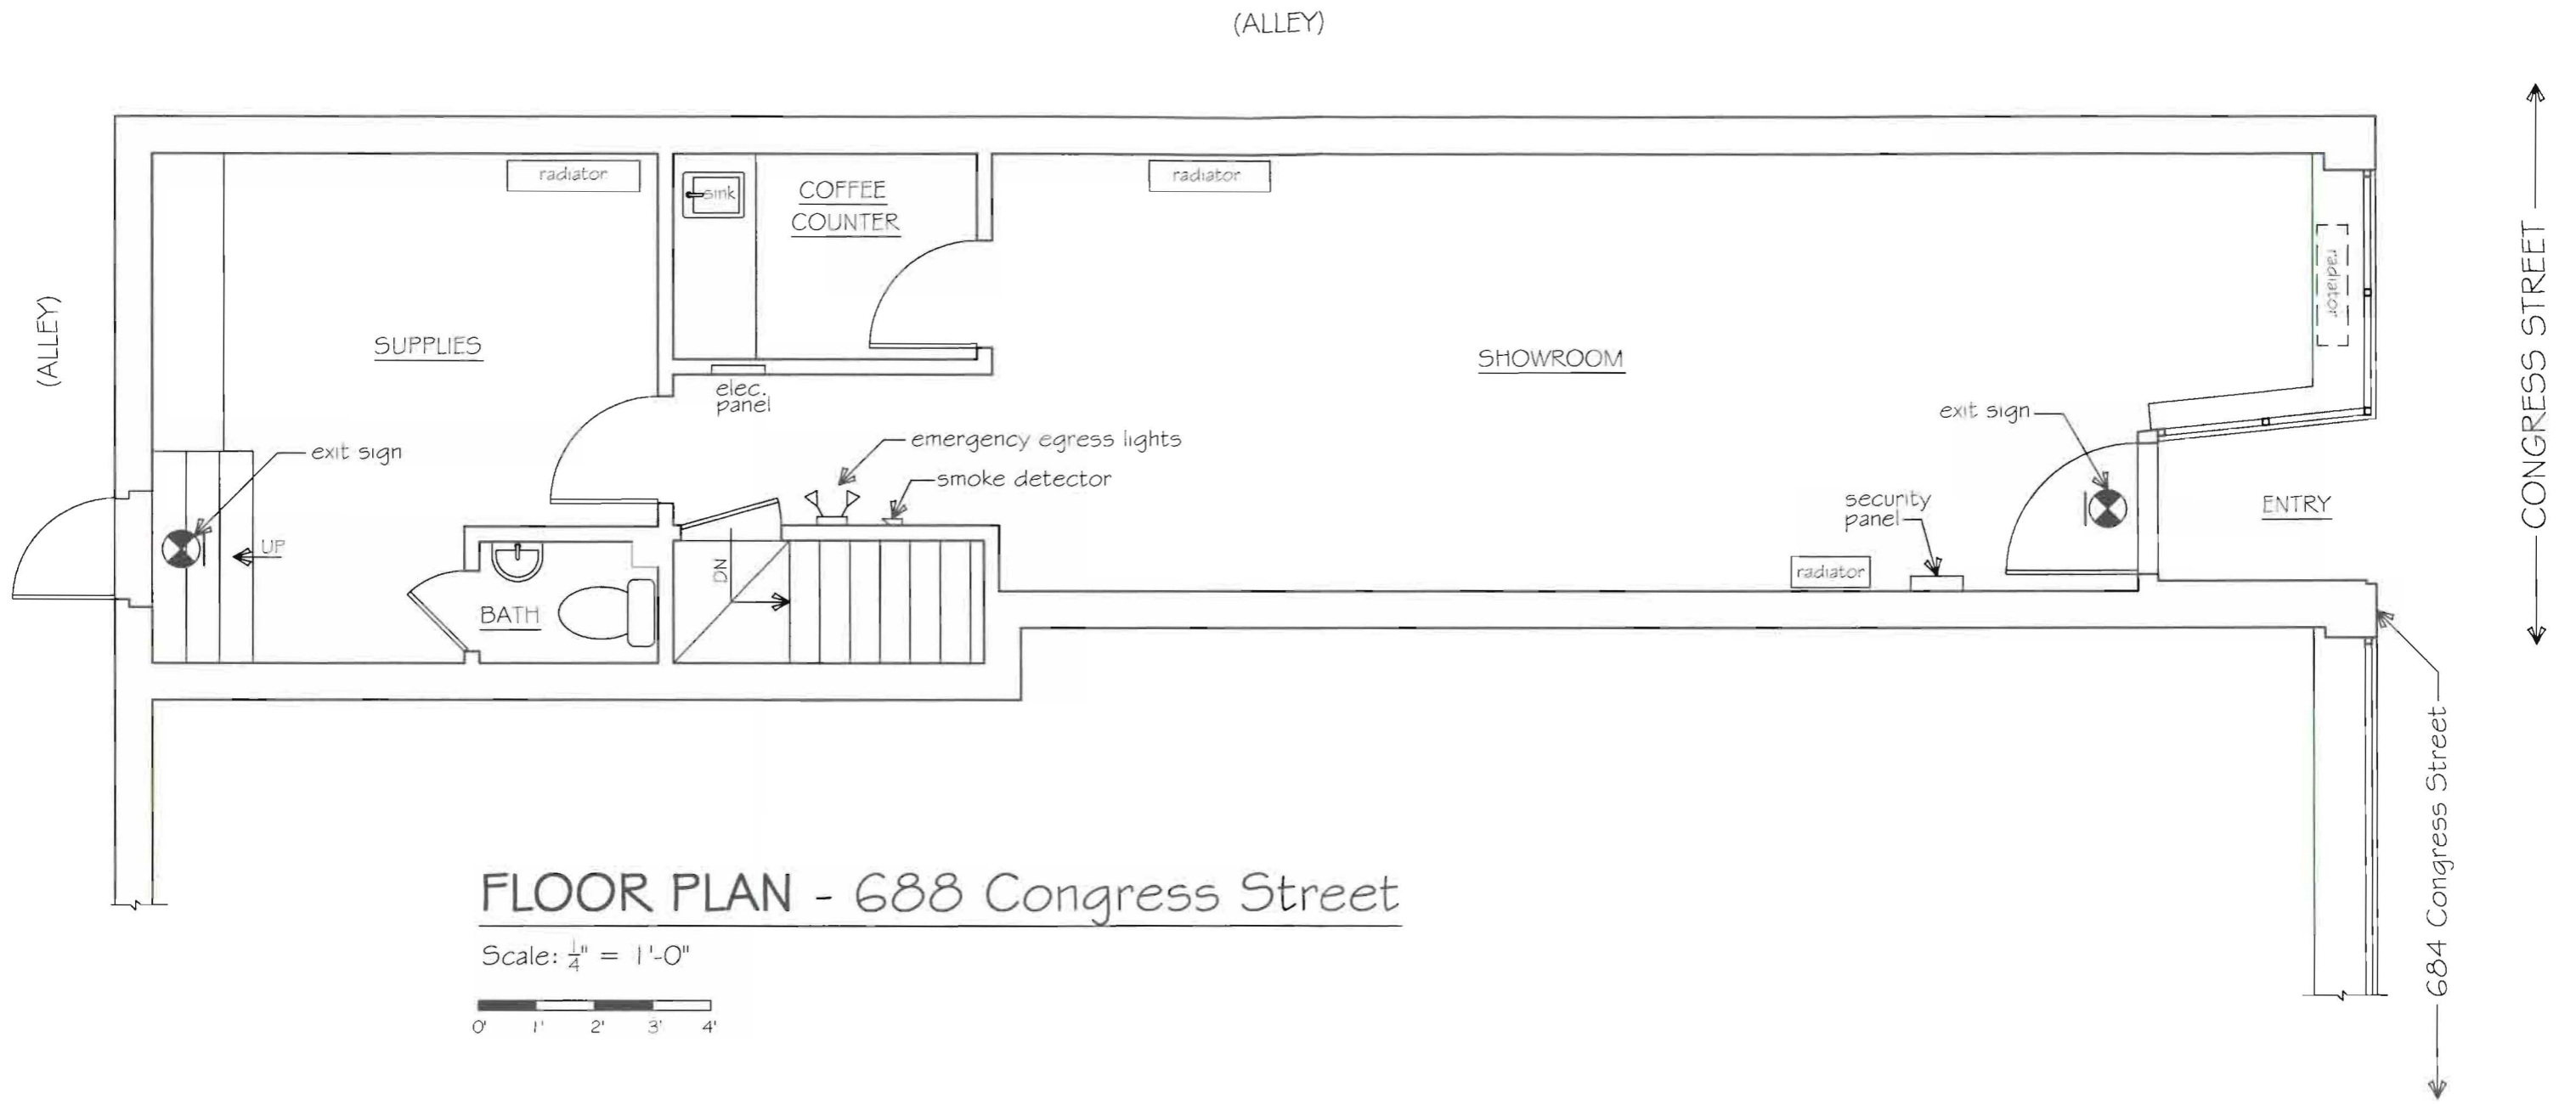 (ALLEY)
radiator
sink
COFFEE
COUNTER
radiator
radiator
CONGRESS STREET
(ALLEY)
SUPPLIES
SHOWROOM
elec.
panel
exit sign
emergency egress lights
exit sign
smoke detector
security
panel
ENTRY
UP
DN
radiator
BATH
684 Congress Street
FLOOR PLAN - 688 Congress Street
Scale: 1/4" = 1'-0"
0' 1' 2' 3' 4'